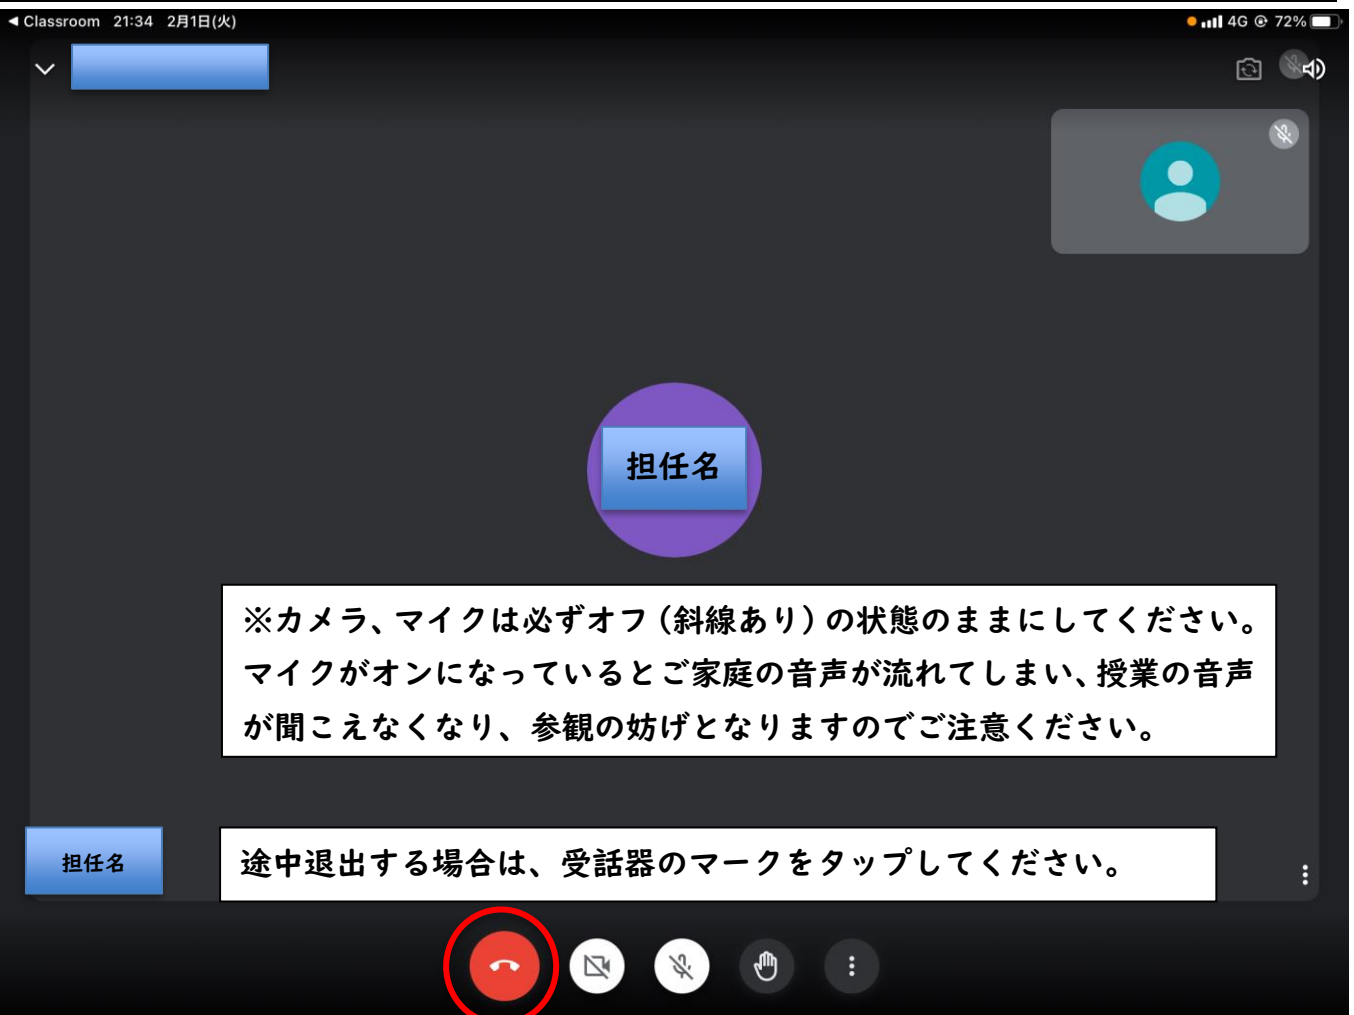 ◀Classroom 21:34 2月1日(火) 4G 72%
担任名
※カメラ、マイクは必ずオフ(斜線あり)の状態のままにしてください。
マイクがオンになっているとご家庭の音声が流れてしまい、授業の音声
が聞こえなくなり、参観の妨げとなりますのでご注意ください。
担任名
途中退出する場合は、受話器のマークをタップしてください。